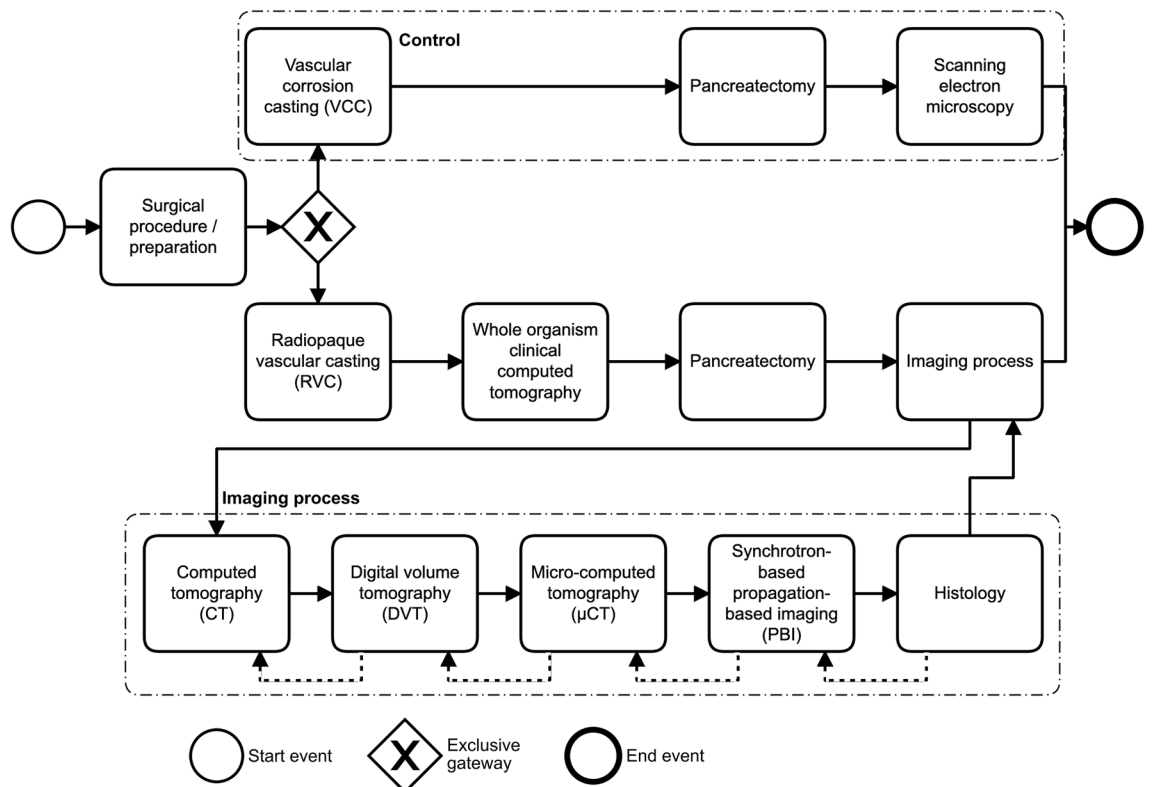 Control
Vascular
corrosion
casting (VCC)
Pancreatectomy
Scanning
electron
microscopy
Surgical
procedure /
preparation
X
Radiopaque
vascular casting
(RVC)
Whole organism
clinical
computed
tomography
Pancreatectomy
Imaging process
Imaging process
Computed
tomography
(CT)
Digital volume
tomography
(DVT)
Micro-computed
tomography
(µCT)
Synchrotron-
based
propagation-
based imaging
(PBI)
Histology
Start event
X
Exclusive
gateway
End event